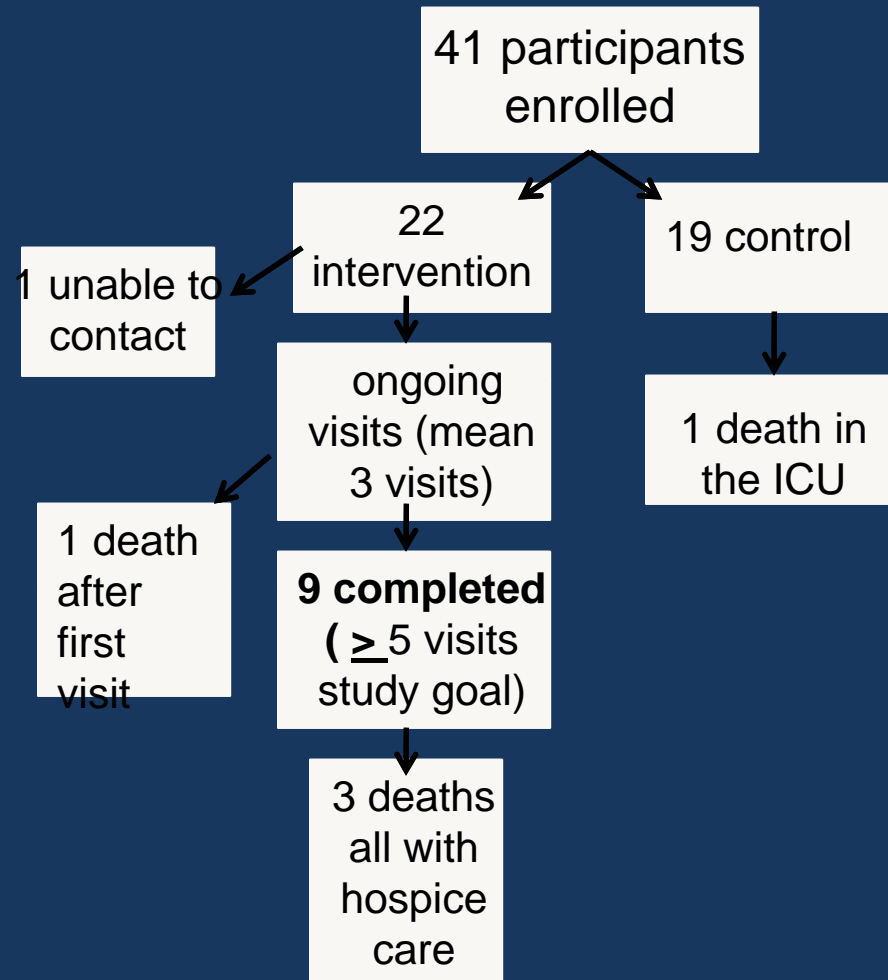 41 participants
enrolled
22
intervention
19 control
1 unable to
contact
ongoing
visits (mean
3 visits)
1 death in
the ICU
1 death
after
first
visit
9 completed
( ≥ 5 visits
study goal)
3 deaths
all with
hospice
care